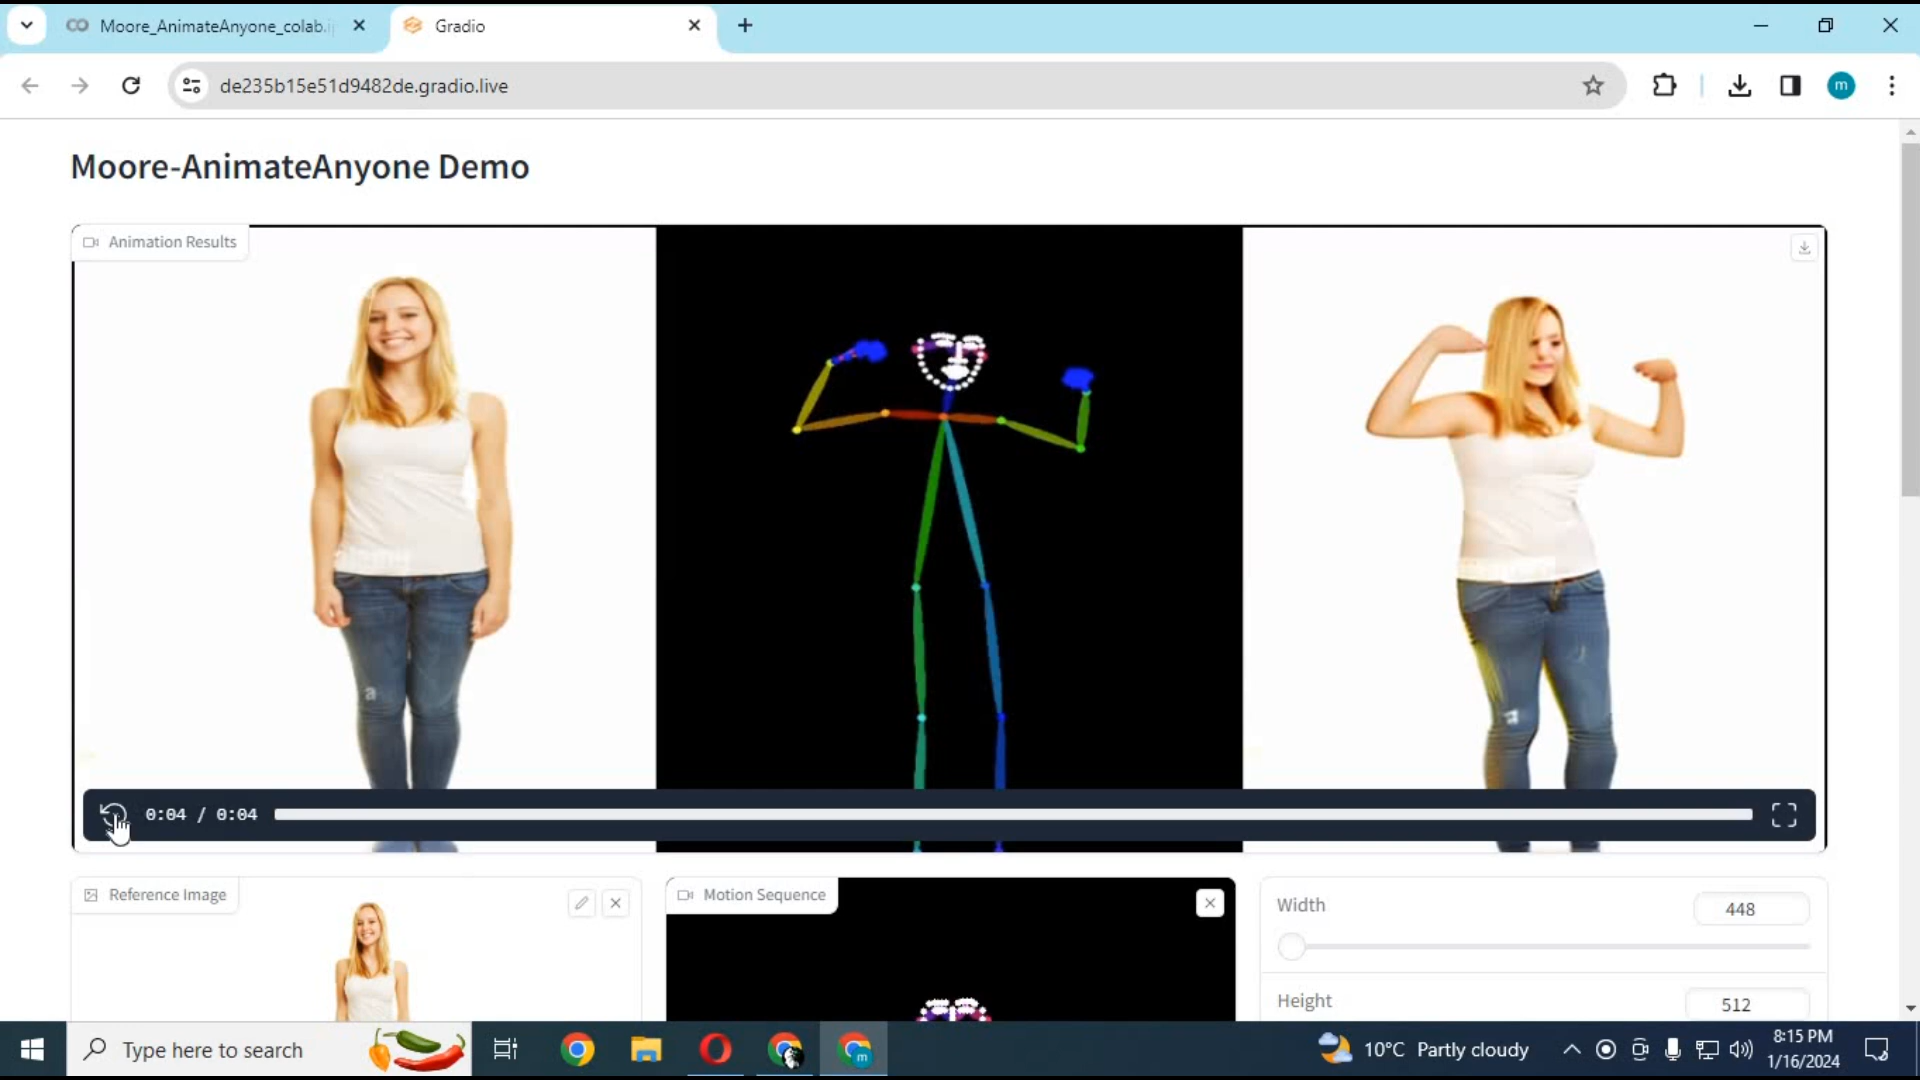 Moore_AnimateAnyone_colab.i
Gradio
de235b15e51d9482de.gradio.live
m
Moore-AnimateAnyone Demo
Animation Results
a
a
0:04 / 0:04
Reference Image
Motion Sequence
Width
448
Height
512
Type here to search
m
10°C Partly cloudy
8:15 PM
1/16/2024